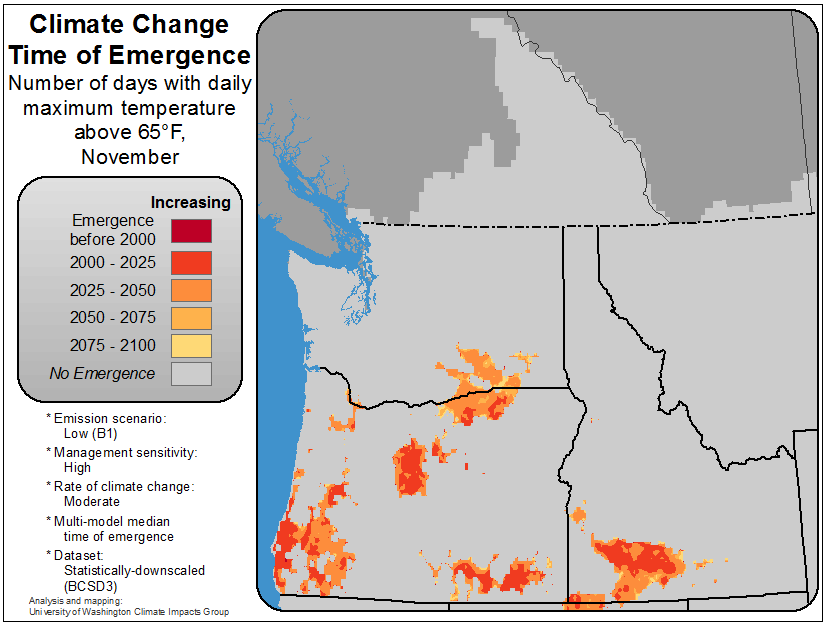 Climate Change
Time of Emergence
Number of days with daily
maximum temperature
above 65°F,
November
Increasing
Emergence
before 2000
2000 - 2025
2025 - 2050
2050 - 2075
2075 - 2100
No Emergence
* Emission scenario:
Low (B1)
* Management sensitivity:
High
* Rate of climate change:
Moderate
* Multi-model median
time of emergence
* Dataset:
Statistically-downscaled
(BCSD3)
Analysis and mapping:
University of Washington Climate Impacts Group